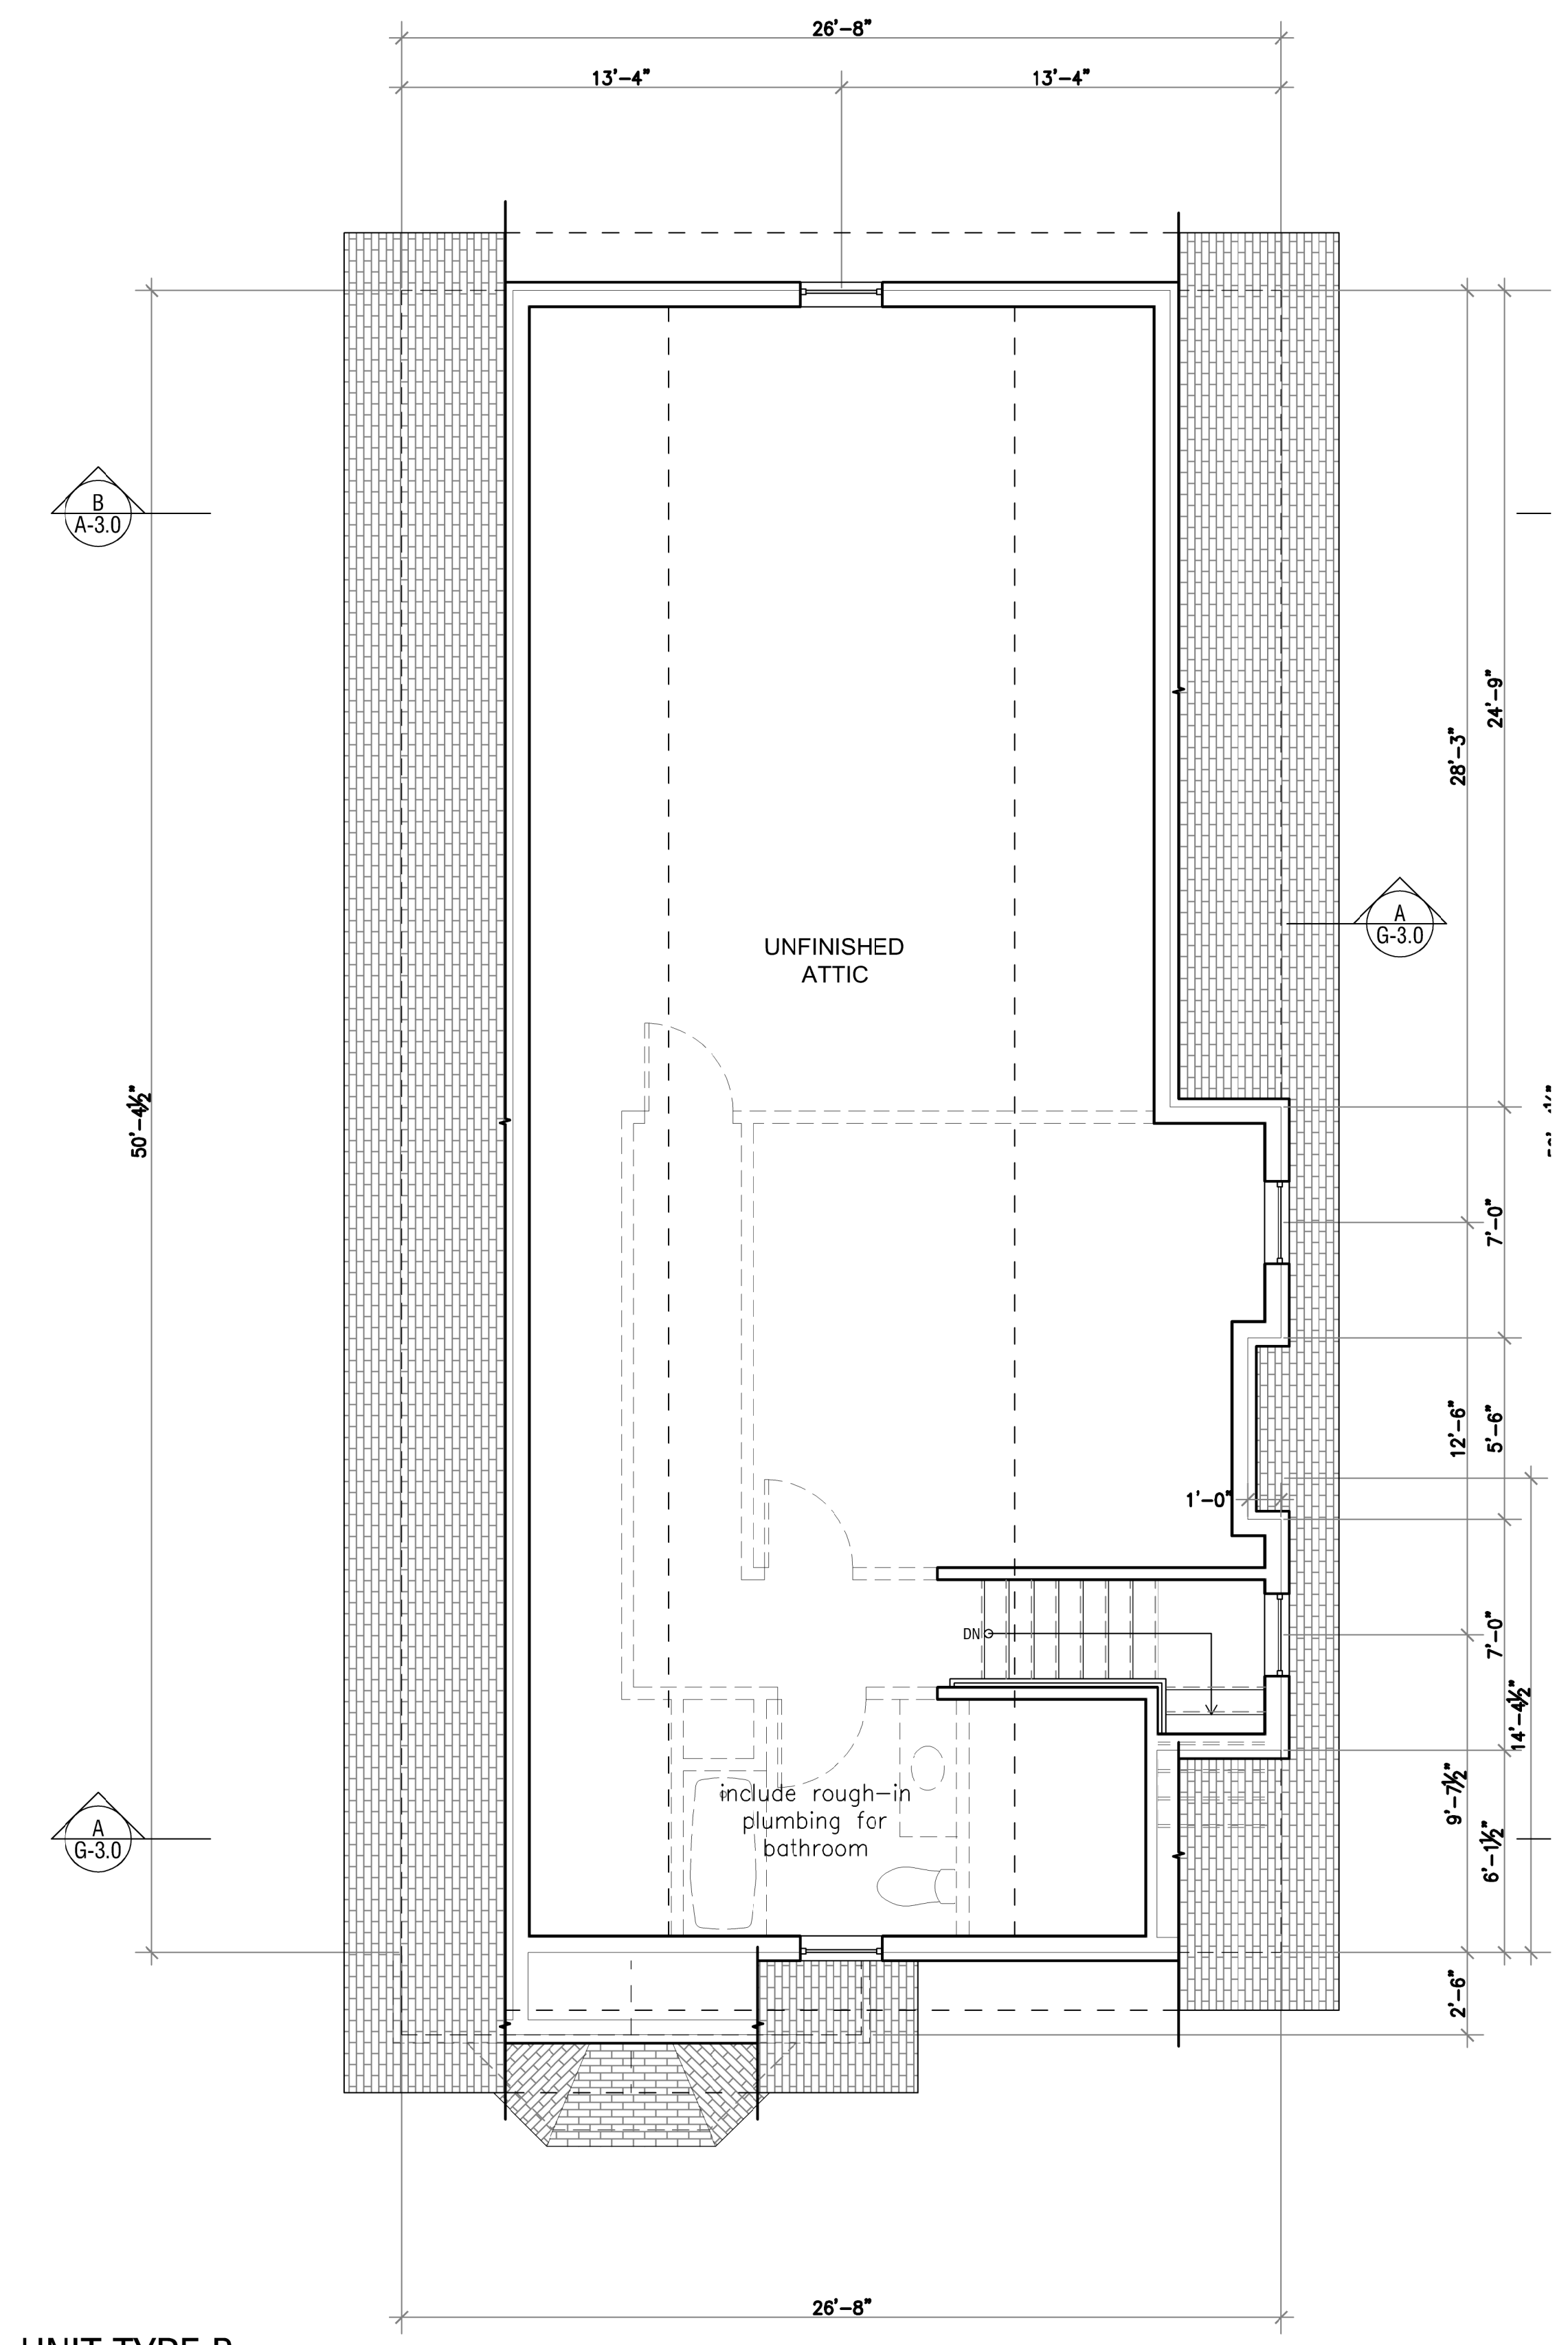 26'-8"
13'-4"
13'-4"
B
A-3.0
24'-9"
28'-3"
A
G-3.0
UNFINISHED
ATTIC
50'-4½"
7'-0"
12'-6"
5'-6"
1'-0"
DN
7'-0"
14'-4½"
9'-7½"
6'-1½"
include rough-in
plumbing for
bathroom
A
G-3.0
2'-6"
26'-8"
UNIT TYPE B